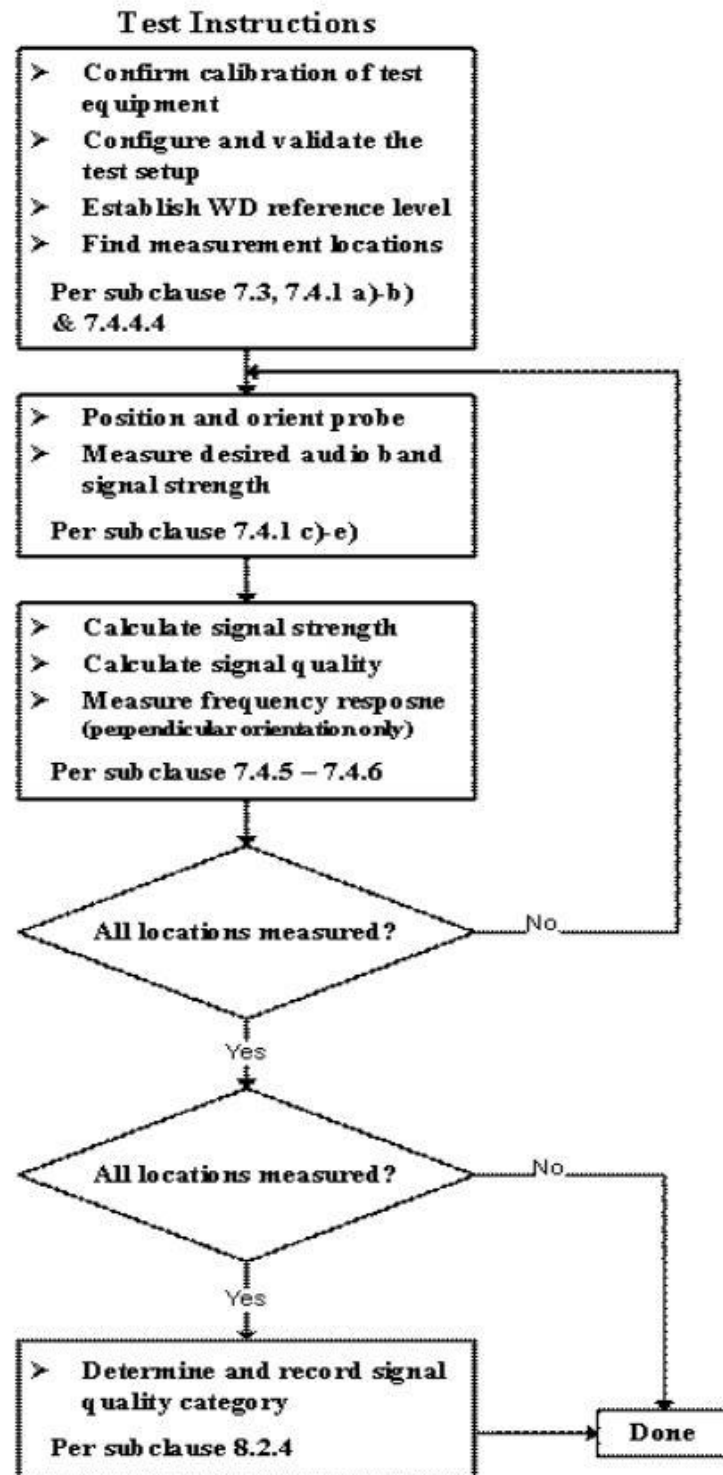 Test Instructions
➢ Confirm calibration of test
equipment
➢ Configure and validate the
test setup
➢ Establish WD reference level
➢ Find measurement locations
Per subclause 7.3, 7.4.1 a)-b)
& 7.4.4.4
➢ Position and orient probe
➢ Measure desired audio band
signal strength
Per subclause 7.4.1 c)-e)
➢ Calculate signal strength
➢ Calculate signal quality
➢ Measure frequency resposne
(perpendicular orientation only)
Per subclause 7.4.5 – 7.4.6
All locations measured?
No
Yes
All locations measured?
No
Yes
➢ Determine and record signal
quality category
Per subclause 8.2.4
Done